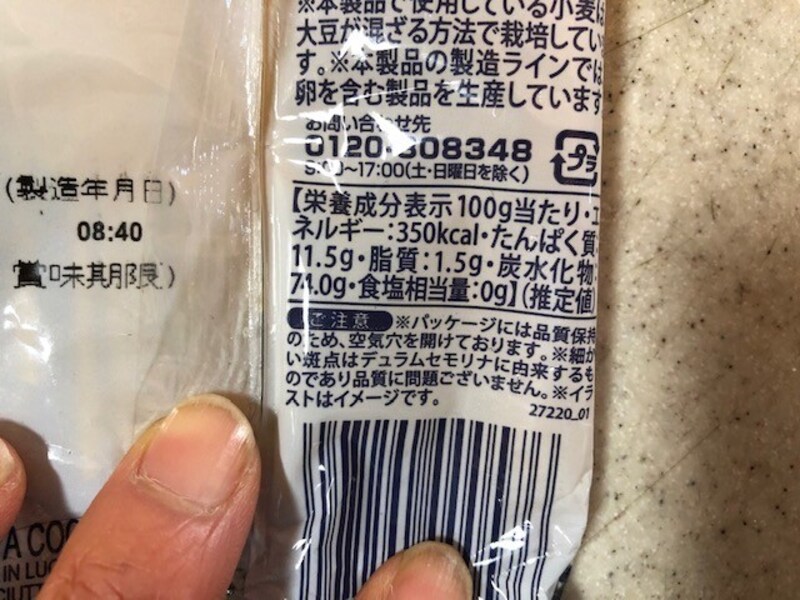 ※本製品で使用している小麦は
大豆が混ざる方法で栽培してい
す。※本製品の製造ラインでは
卵を含む製品を生産しています
お問い合わせ先
0120-808348
9:00〜17:00(土・日曜日を除く)
プラ
【栄養成分表示100g当たり・エ
ネルギー:350kcal・たんぱく質:
11.5g・脂質:1.5g・炭水化物:
74.0g・食塩相当量:0g】(推定値)
ご注意 ※パッケージには品質保持
のため、空気穴を開けております。※細か
い斑点はデュラムセモリナに由来するも
のであり品質に問題ございません。※イラ
ストはイメージです。
27220_01
(製造年月日)
08:40
賞味期限)
A COO
IN LUO